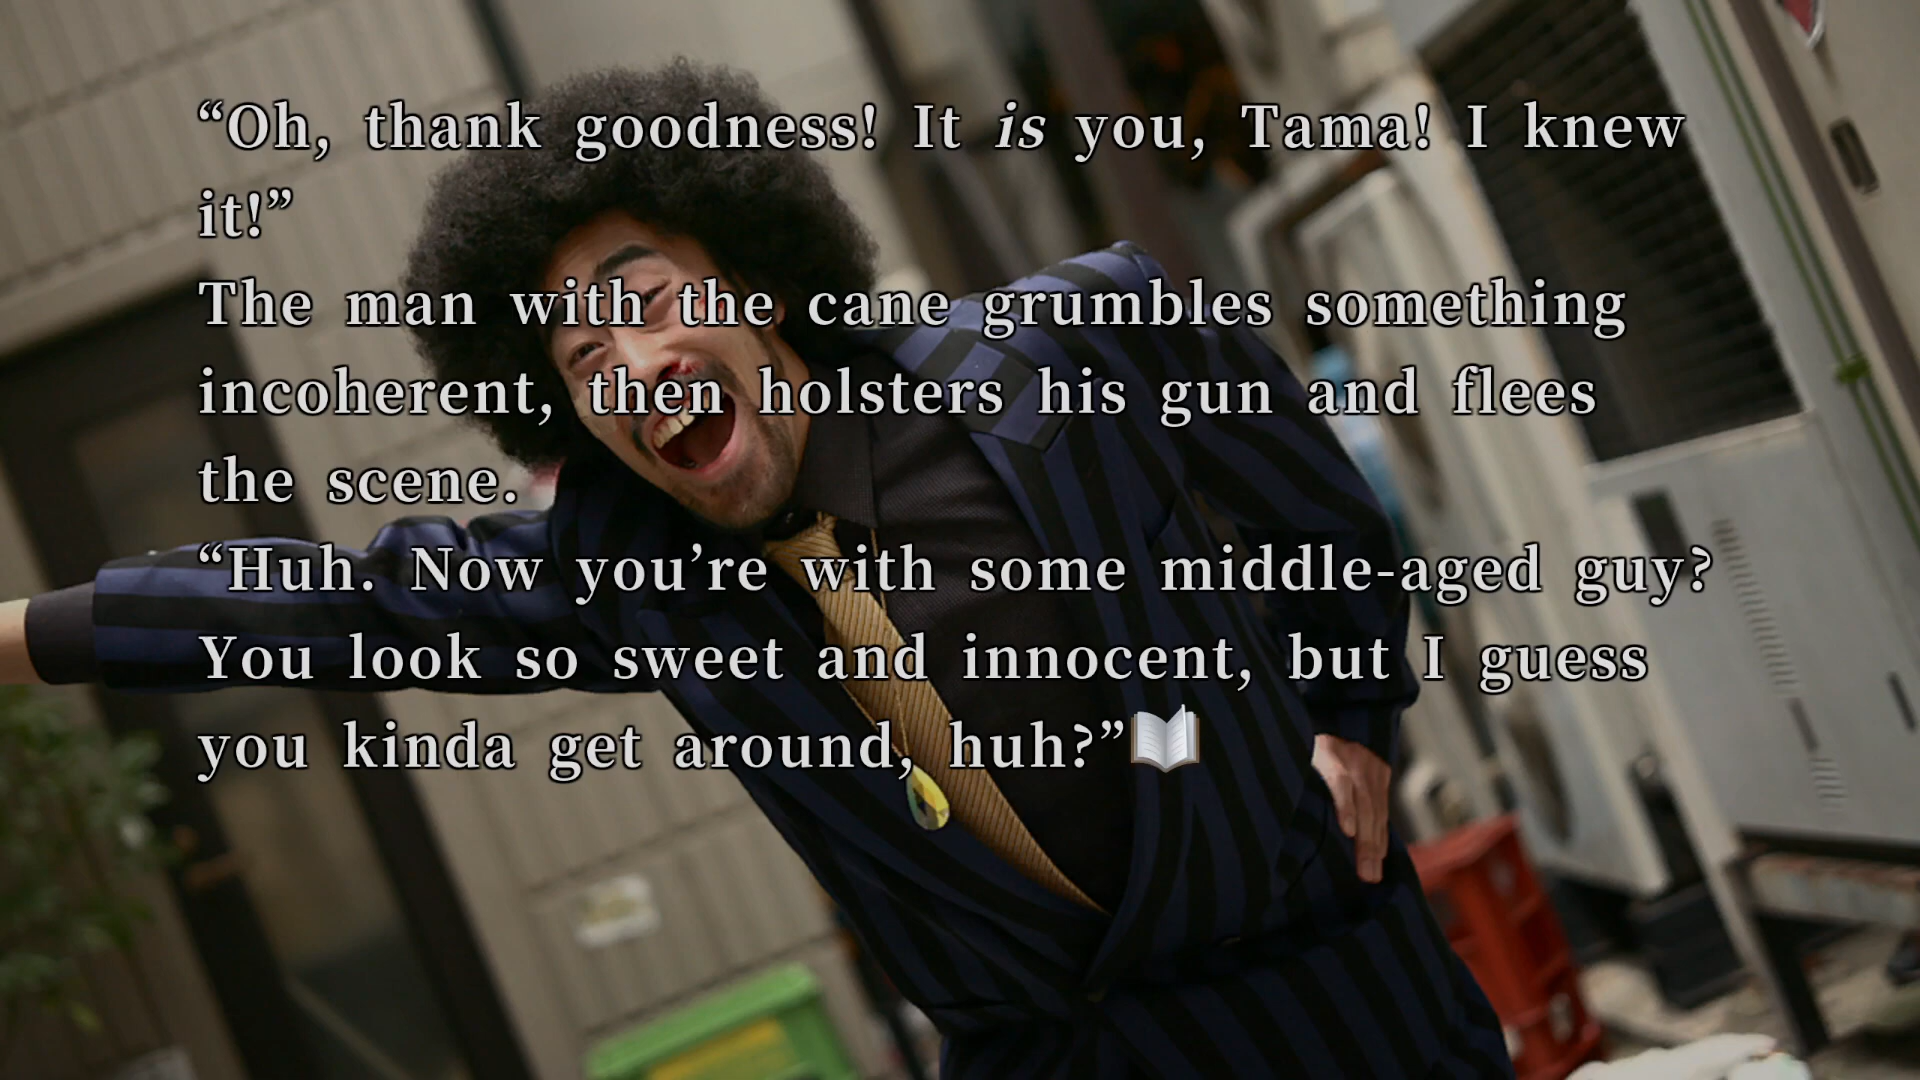 “Oh, thank goodness! It is you, Tama! I knew
it!”
The man with the cane grumbles something
incoherent, then holsters his gun and flees
the scene.
“Huh. Now you’re with some middle-aged guy?
You look so sweet and innocent, but I guess
you kinda get around, huh?”